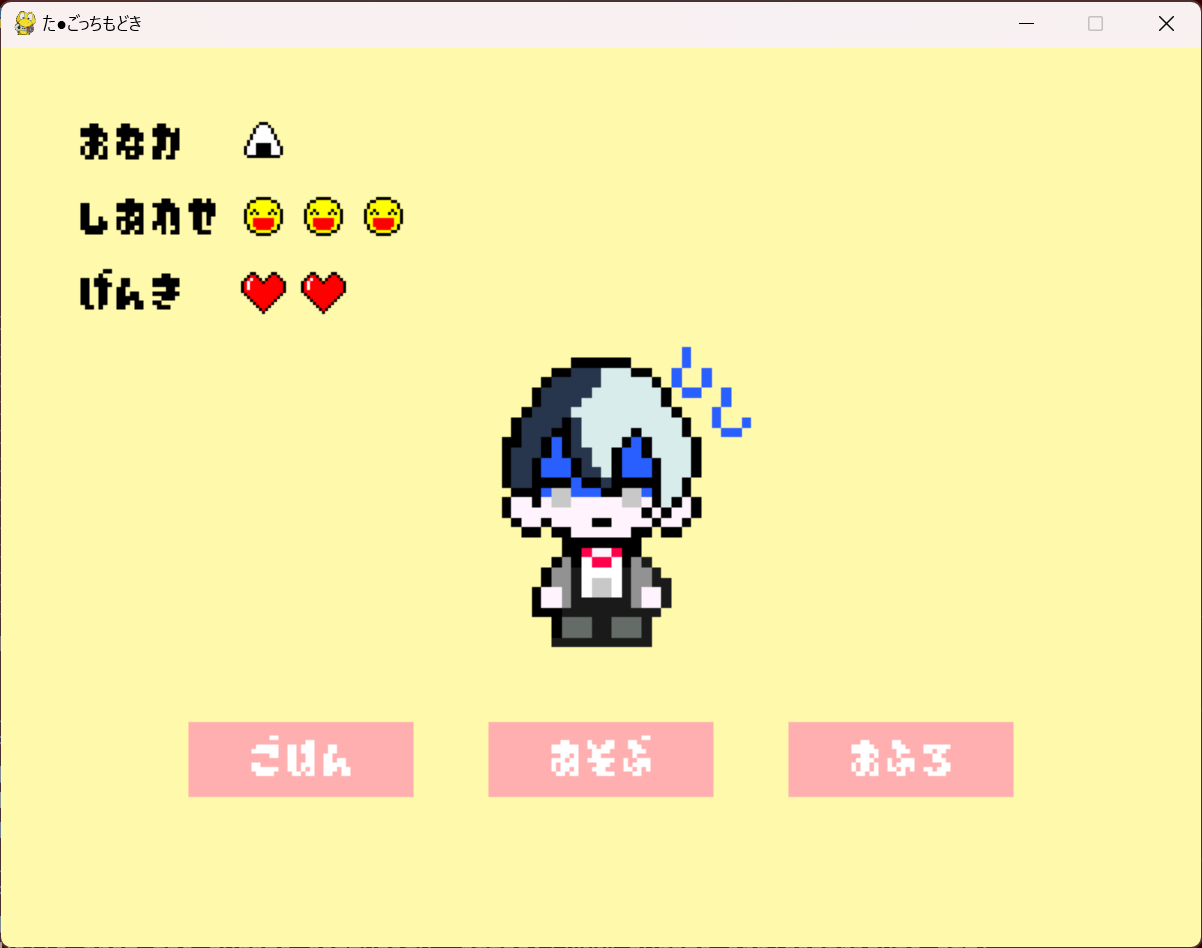 た●ごっちもどき
おなか
しあわせ
げんき
ごはん あそぶ おふろ